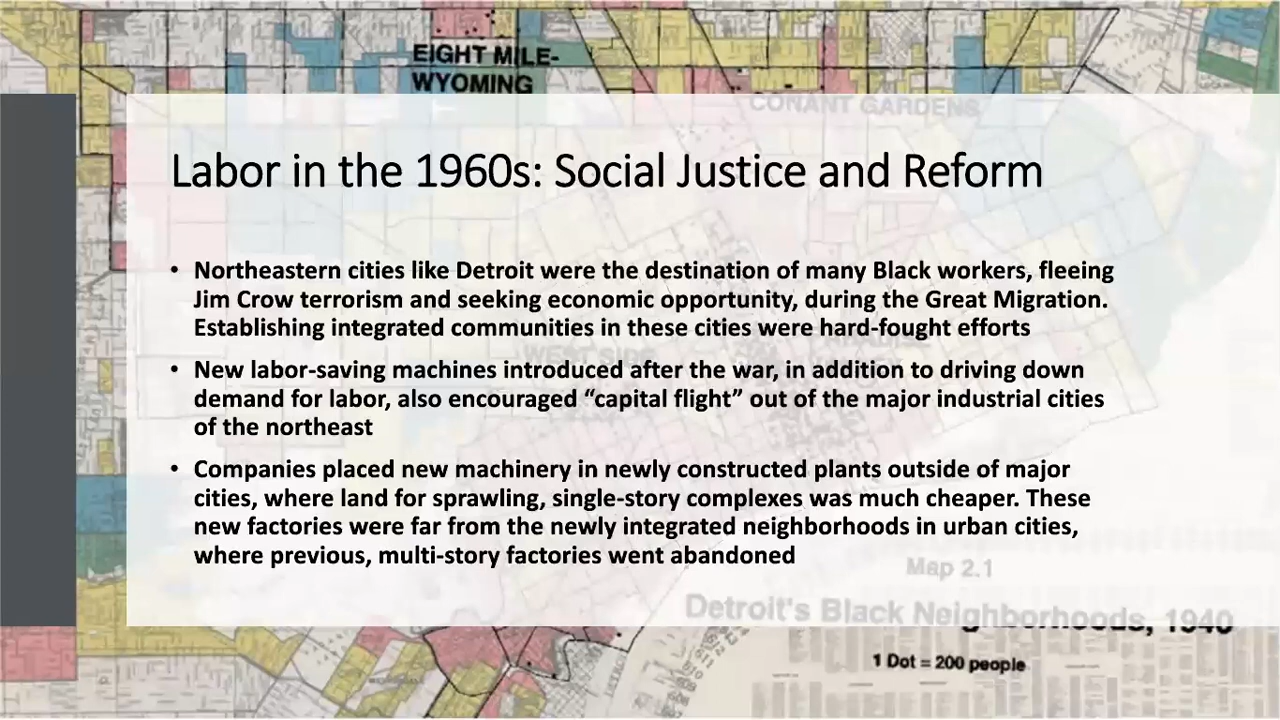 EIGHT MILE-
WYOMING
CONANT GARDENS
Labor in the 1960s: Social Justice and Reform
• Northeastern cities like Detroit were the destination of many Black workers, fleeing
Jim Crow terrorism and seeking economic opportunity, during the Great Migration.
Establishing integrated communities in these cities were hard-fought efforts
• New labor-saving machines introduced after the war, in addition to driving down
demand for labor, also encouraged “capital flight” out of the major industrial cities
of the northeast
• Companies placed new machinery in newly constructed plants outside of major
cities, where land for sprawling, single-story complexes was much cheaper. These
new factories were far from the newly integrated neighborhoods in urban cities,
where previous, multi-story factories went abandoned
WEST SIDE
Map 2.1
Detroit's Black Neighborhoods, 1940
1 Dot = 200 people